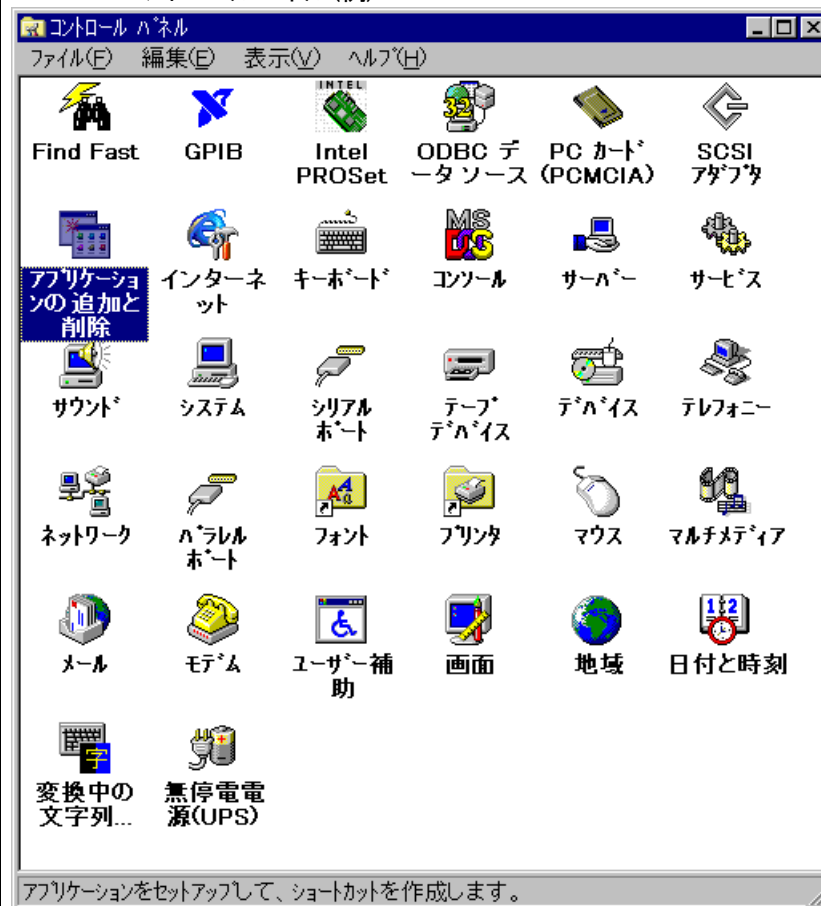 コントロール パネル
ファイル(F) 編集(E) 表示(V) ヘルプ(H)
INTEL
32
Find Fast
GPIB
Intel
PROSet
ODBC デ
ータ ソース
PC カード
(PCMCIA)
SCSI
アダプタ
MS
DOS
アプリケーショ
ンの 追加と
削除
インターネ
ット
キーボード
コンソール
サーバー
サービス
サウンド
システム
シリアル
ポート
テープ
デバイス
デバイス
テレフォニー
ネットワーク
パラレル
ポート
フォント
プリンタ
マウス
マルチメディア
1 2
メール
モデム
ユーザー補
助
画面
地域
日付と時刻
字
変換中の
文字列...
無停電電
源(UPS)
アプリケーションをセットアップして、ショートカットを作成します。